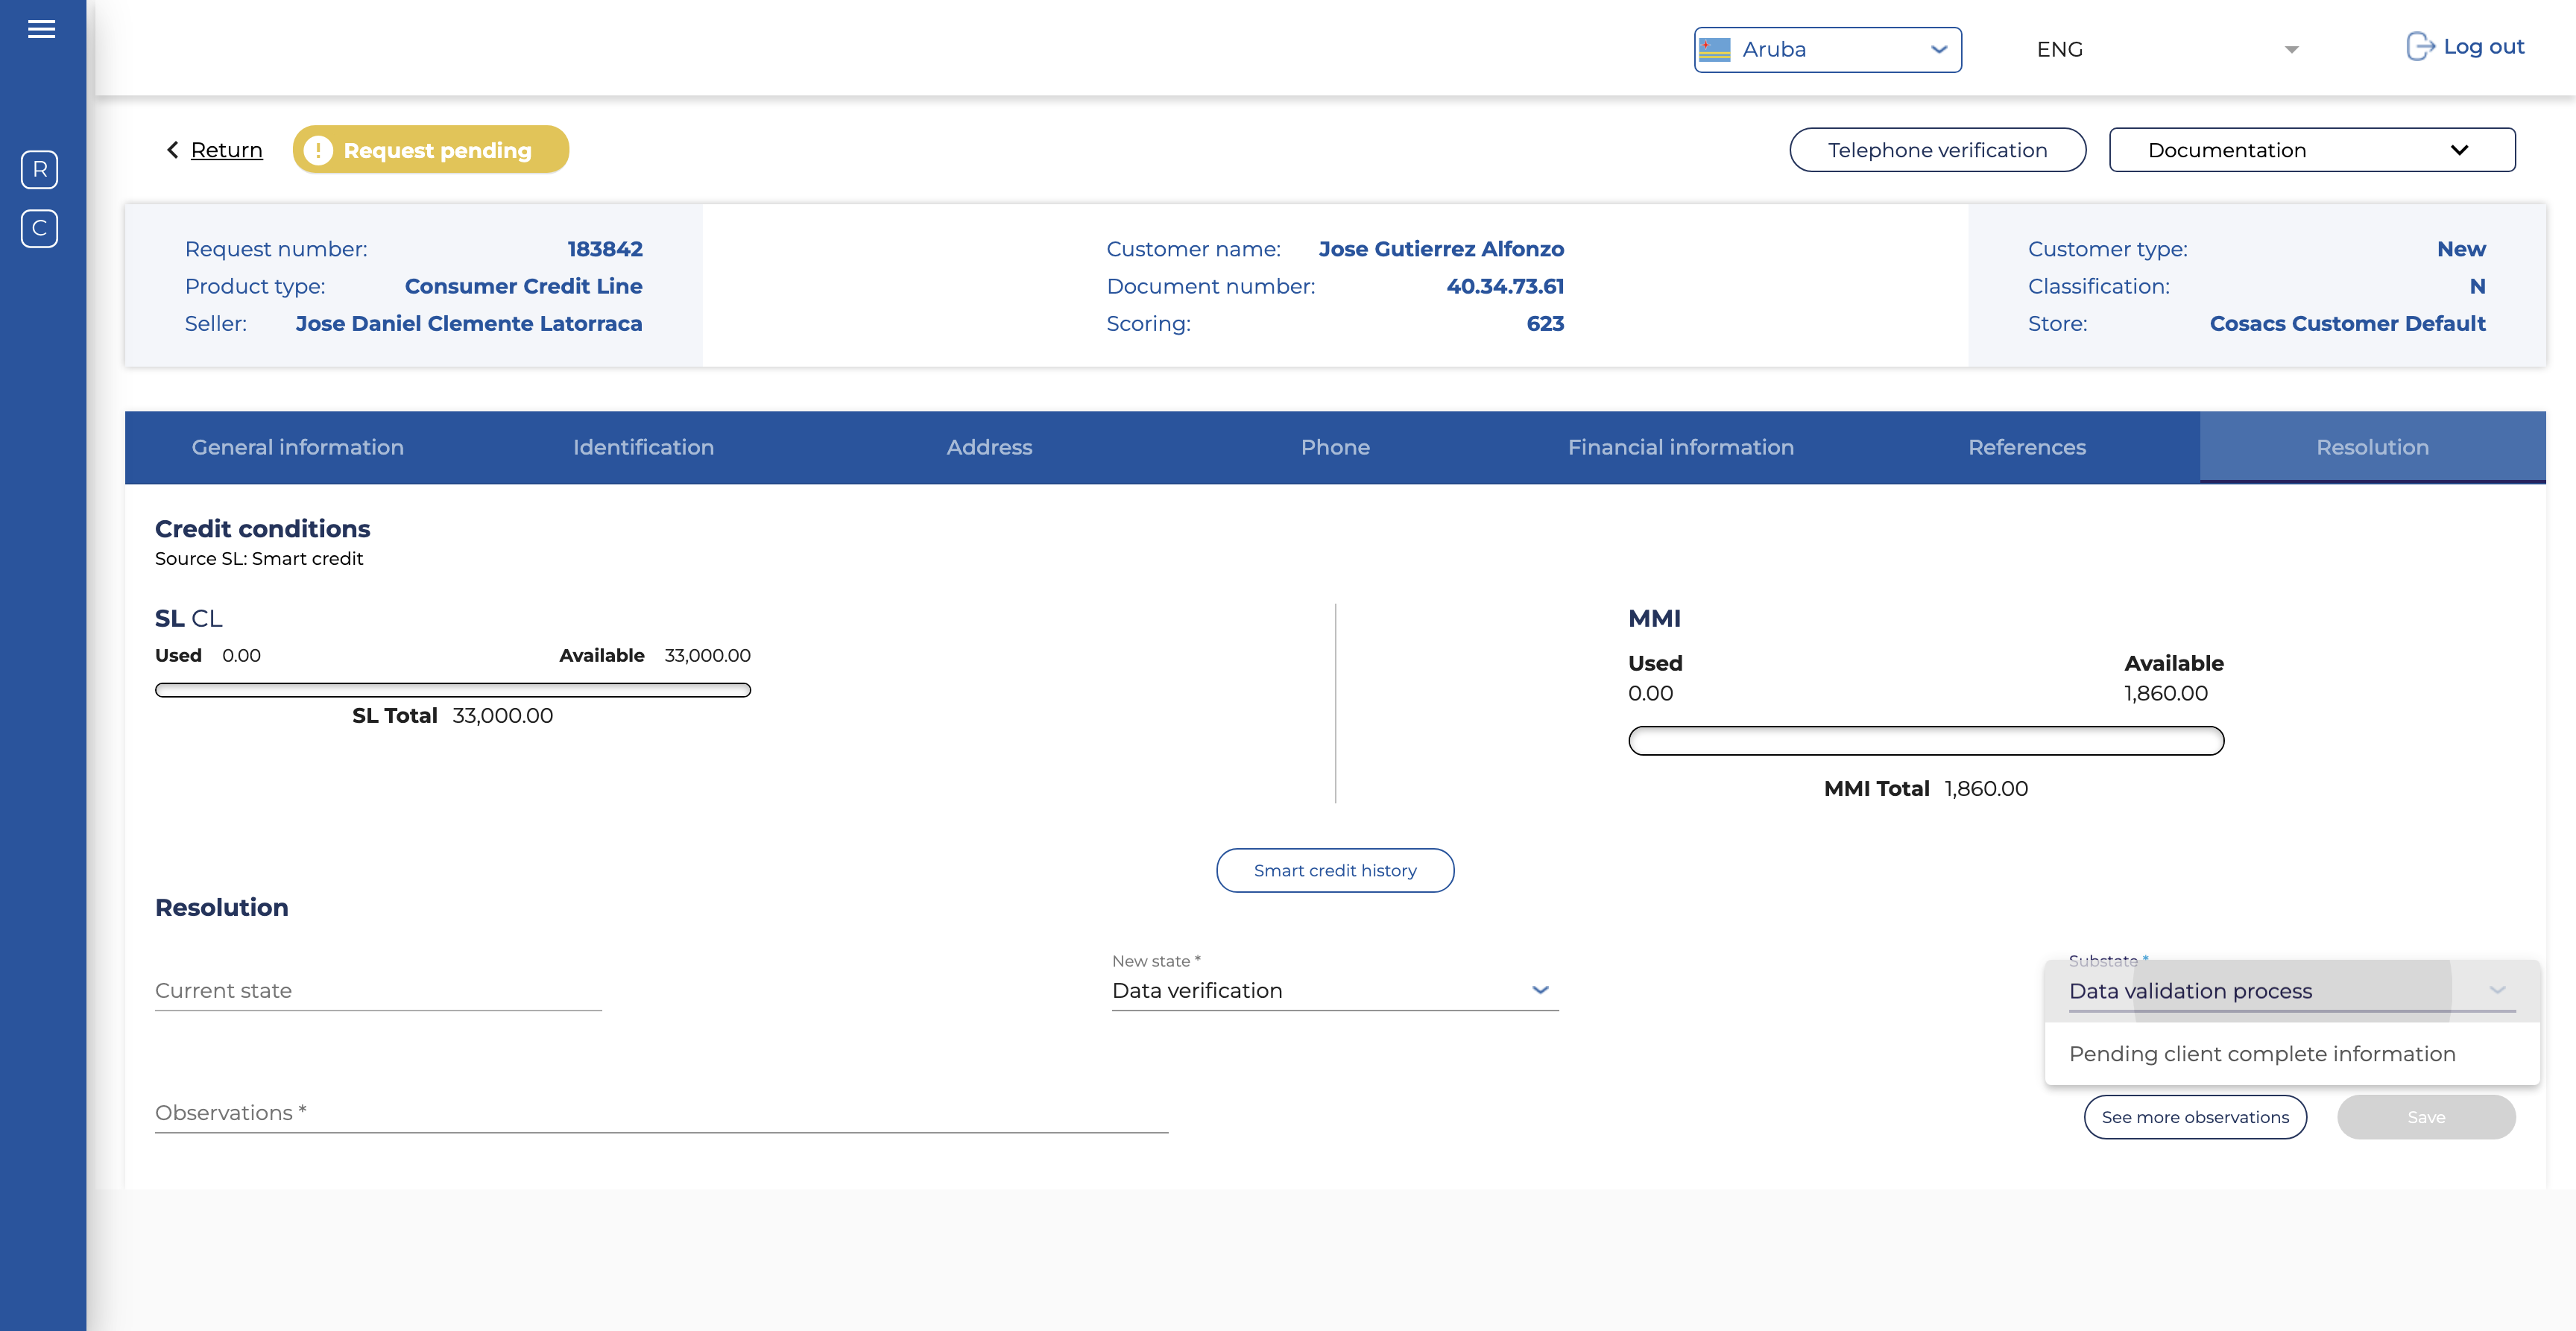 Aruba
ENG
Log out
R
C
Return
Request pending
Telephone verification
Documentation
Request number: 183842
Product type: Consumer Credit Line
Seller: Jose Daniel Clemente Latorraca
Customer name: Jose Gutierrez Alfonzo
Document number: 40.34.73.61
Scoring: 623
Customer type: New
Classification: N
Store: Cosacs Customer Default
General information
Identification
Address
Phone
Financial information
References
Resolution
Credit conditions
Source SL: Smart credit
SL CL
Used 0.00 Available 33,000.00
SL Total 33,000.00
MMI
Used Available
0.00 1,860.00
MMI Total 1,860.00
Smart credit history
Resolution
Current state
New state *
Data verification
Substate *
Data validation process
Pending client complete information
Observations *
See more observations
Save